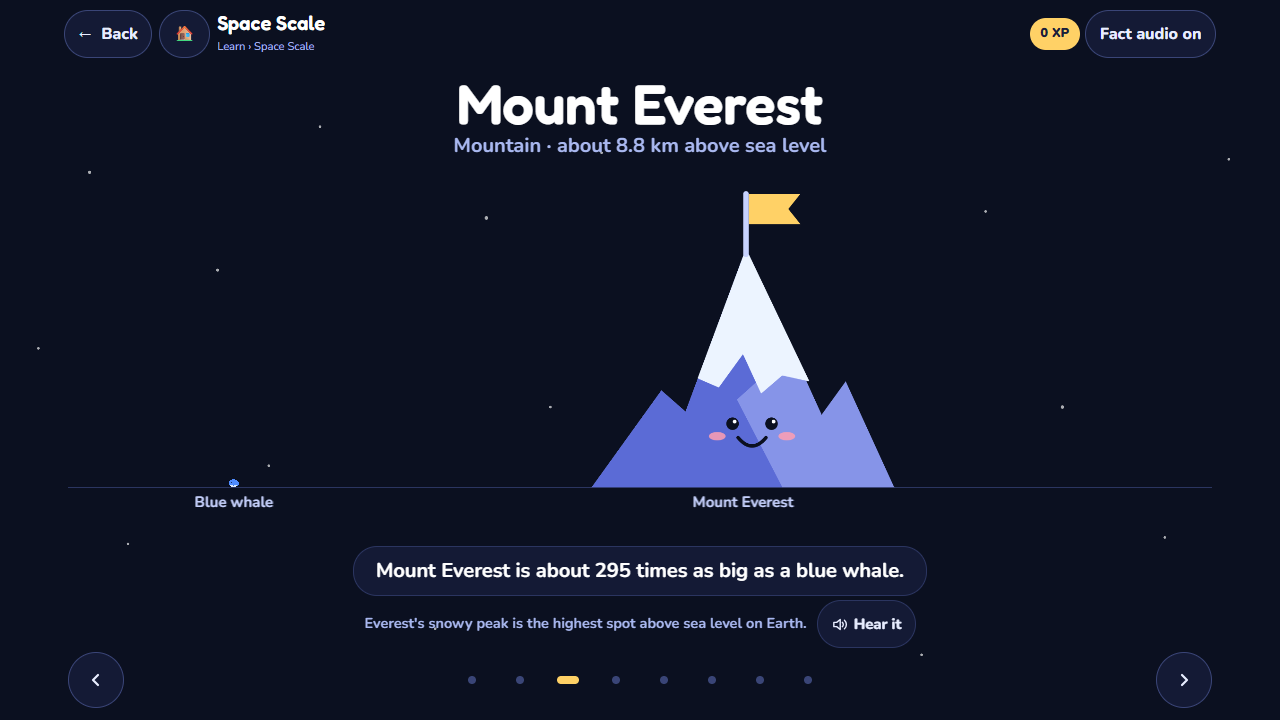 ← Back
Space Scale
Learn › Space Scale
0 XP
Fact audio on
Mount Everest
Mountain · about 8.8 km above sea level
Blue whale
Mount Everest
Mount Everest is about 295 times as big as a blue whale.
Everest's snowy peak is the highest spot above sea level on Earth.
Hear it